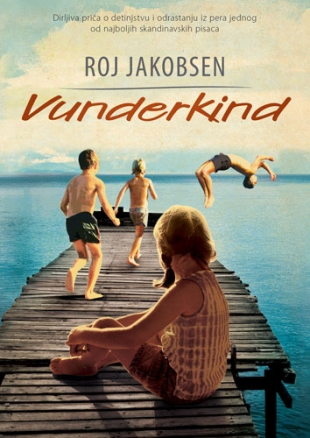 Dirljiva priča o detinjstvu i odrastanju iz pera jednog
od najboljih skandinavskih pisaca
ROJ JAKOBSEN
Vunderkind